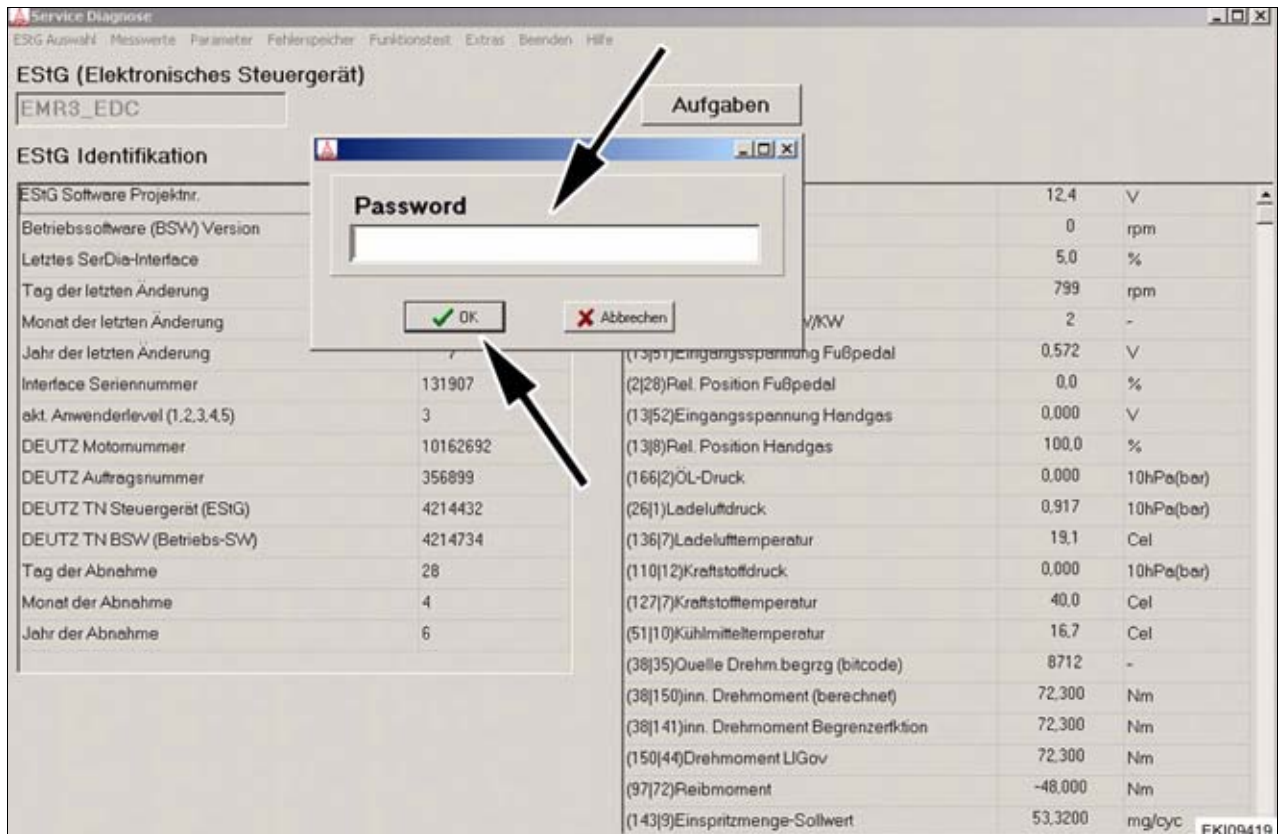 Service Diagnose
EStG Auswahl Messwerte Parameter Fehlerspeicher Funktionstest Extras Beenden Hilfe
EStG (Elektronisches Steuergerät)
EMR3_EDC
Aufgaben
EStG Identifikation
Password
OK
Abbrechen
EStG Software Projektnr.
Betriebssoftware (BSW) Version
Letztes SerDia-Interface
Tag der letzten Änderung
Monat der letzten Änderung
Jahr der letzten Änderung 7
Interface Seriennummer 131907
akt. Anwenderlevel (1,2,3,4,5) 3
DEUTZ Motornummer 10162692
DEUTZ Auftragsnummer 356899
DEUTZ TN Steuergerät (EStG) 4214432
DEUTZ TN BSW (Betriebs-SW) 4214734
Tag der Abnahme 28
Monat der Abnahme 4
Jahr der Abnahme 6
12,4 V
0 rpm
5,0 %
799 rpm
V/KW 2 -
(13|51)Eingangsspannung Fußpedal 0,572 V
(2|28)Rel. Position Fußpedal 0,0 %
(13|52)Eingangsspannung Handgas 0,000 V
(13|8)Rel. Position Handgas 100,0 %
(166|2)ÖL-Druck 0,000 10hPa(bar)
(26|1)Ladeluftdruck 0,917 10hPa(bar)
(136|7)Ladelufttemperatur 19,1 Cel
(110|12)Kraftstoffdruck 0,000 10hPa(bar)
(127|7)Kraftstofftemperatur 40,0 Cel
(51|10)Kühlmitteltemperatur 16,7 Cel
(38|35)Quelle Drehm.begrzg (bitcode) 8712 -
(38|150)inn. Drehmoment (berechnet) 72,300 Nm
(38|141)inn. Drehmoment Begrenzerfktion 72,300 Nm
(150|44)Drehmoment LlGov 72,300 Nm
(97|72)Reibmoment -48,000 Nm
(143|9)Einspritzmenge-Sollwert 53,3200 mg/cyc
EKI09419